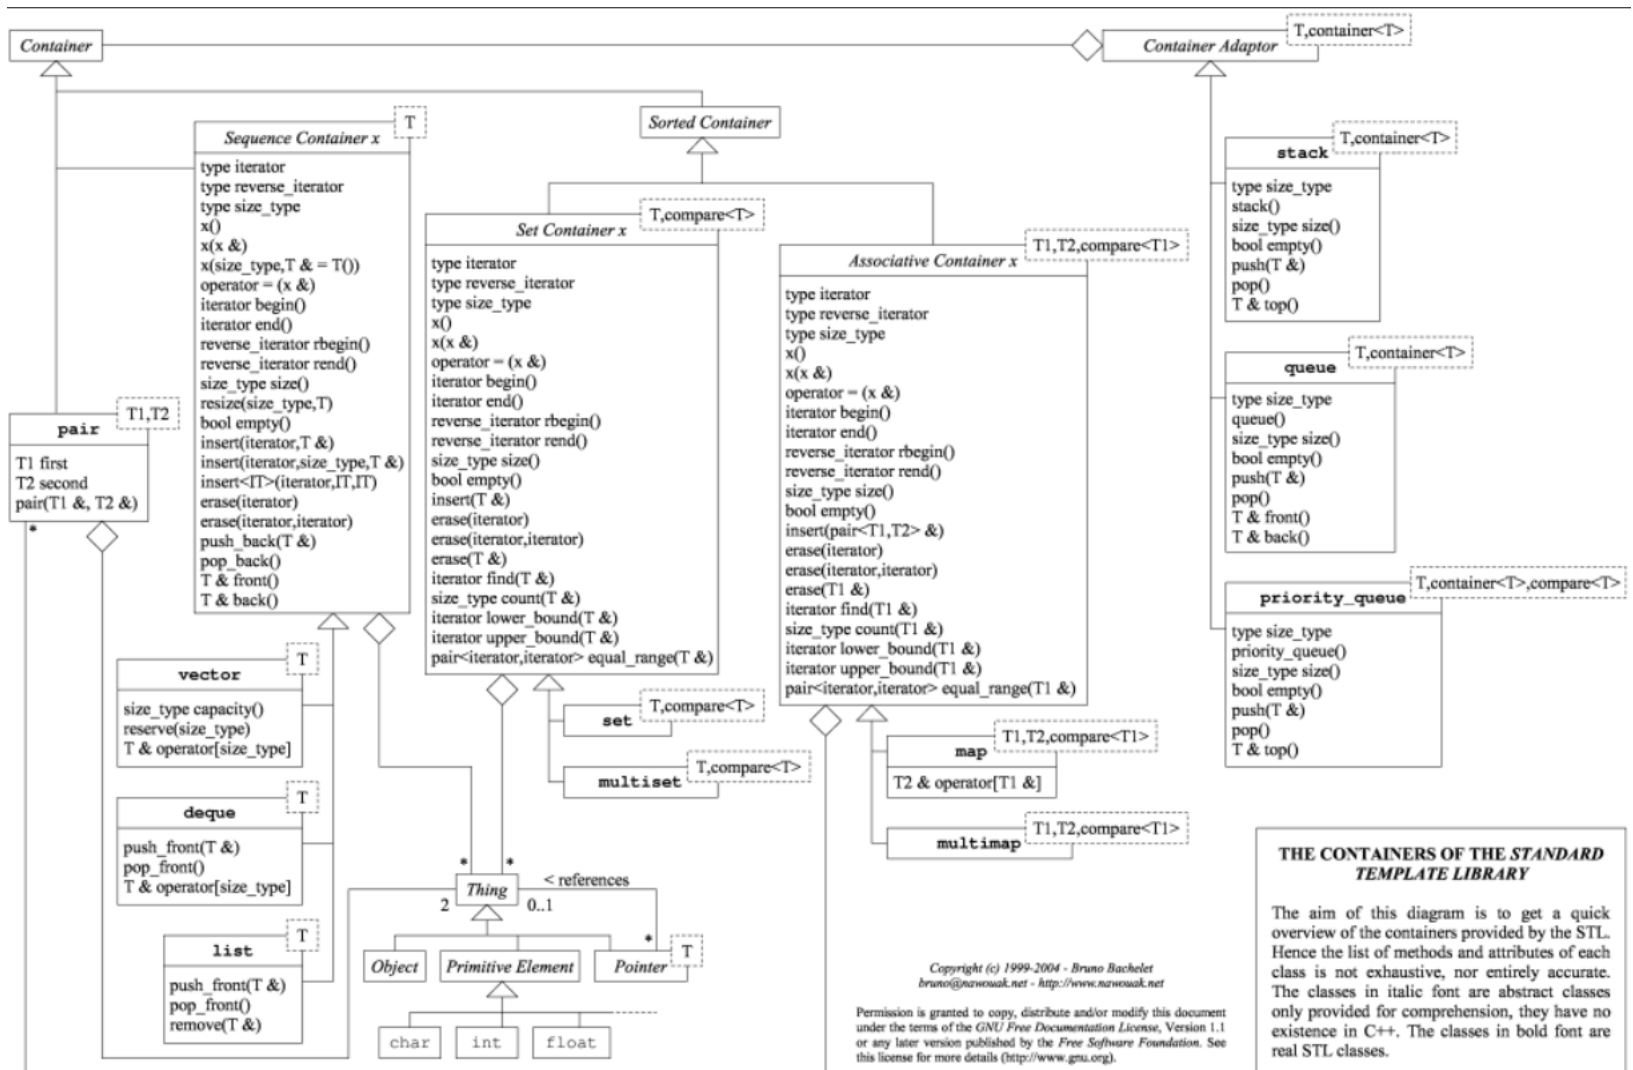 Container
Container Adaptor
T,container<T>
Sequence Container x
T
type iterator
type reverse_iterator
type size_type
x()
x(x &)
x(size_type,T & = T())
operator = (x &)
iterator begin()
iterator end()
reverse_iterator rbegin()
reverse_iterator rend()
size_type size()
resize(size_type,T)
bool empty()
insert(iterator,T &)
insert(iterator,size_type,T &)
insert<IT>(iterator,IT,IT)
erase(iterator)
erase(iterator,iterator)
push_back(T &)
pop_back()
T & front()
T & back()
Sorted Container
T,compare<T>
Set Container x
type iterator
type reverse_iterator
type size_type
x()
x(x &)
operator = (x &)
iterator begin()
iterator end()
reverse_iterator rbegin()
reverse_iterator rend()
size_type size()
bool empty()
insert(T &)
erase(iterator)
erase(iterator,iterator)
erase(T &)
iterator find(T &)
size_type count(T &)
iterator lower_bound(T &)
iterator upper_bound(T &)
pair<iterator,iterator> equal_range(T &)
T1,T2,compare<T1>
Associative Container x
type iterator
type reverse_iterator
type size_type
x()
x(x &)
operator = (x &)
iterator begin()
iterator end()
reverse_iterator rbegin()
reverse_iterator rend()
size_type size()
bool empty()
insert(pair<T1,T2> &)
erase(iterator)
erase(iterator,iterator)
erase(T1 &)
iterator find(T1 &)
size_type count(T1 &)
iterator lower_bound(T1 &)
iterator upper_bound(T1 &)
pair<iterator,iterator> equal_range(T1 &)
T,container<T>
stack
type size_type
stack()
size_type size()
bool empty()
push(T &)
pop()
T & top()
T,container<T>
queue
type size_type
queue()
size_type size()
bool empty()
push(T &)
pop()
T & front()
T & back()
T,container<T>,compare<T>
priority_queue
type size_type
priority_queue()
size_type size()
bool empty()
push(T &)
pop()
T & top()
T1,T2
pair
T1 first
T2 second
pair(T1 &, T2 &)
*
T
vector
size_type capacity()
reserve(size_type)
T & operator[size_type]
T
deque
push_front(T &)
pop_front()
T & operator[size_type]
T
list
push_front(T &)
pop_front()
remove(T &)
T,compare<T>
set
T,compare<T>
multiset
T1,T2,compare<T1>
map
T2 & operator[T1 &]
T1,T2,compare<T1>
multimap
* *
Thing
< references
2 0..1
*
T
Object
Primitive Element
Pointer
char
int
float
Copyright (c) 1999-2004 - Bruno Bachelet
bruno@nawouak.net - http://www.nawouak.net
Permission is granted to copy, distribute and/or modify this document
under the terms of the GNU Free Documentation License, Version 1.1
or any later version published by the Free Software Foundation. See
this license for more details (http://www.gnu.org).
THE CONTAINERS OF THE STANDARD
TEMPLATE LIBRARY
The aim of this diagram is to get a quick
overview of the containers provided by the STL.
Hence the list of methods and attributes of each
class is not exhaustive, nor entirely accurate.
The classes in italic font are abstract classes
only provided for comprehension, they have no
existence in C++. The classes in bold font are
real STL classes.